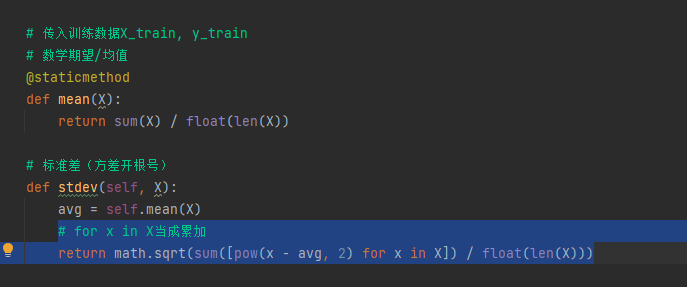 # 传入训练数据X_train, y_train
# 数学期望/均值
@staticmethod
def mean(X):
return sum(X) / float(len(X))
# 标准差（方差开根号）
def stdev(self, X):
avg = self.mean(X)
# for x in X当成累加
return math.sqrt(sum([pow(x - avg, 2) for x in X]) / float(len(X)))